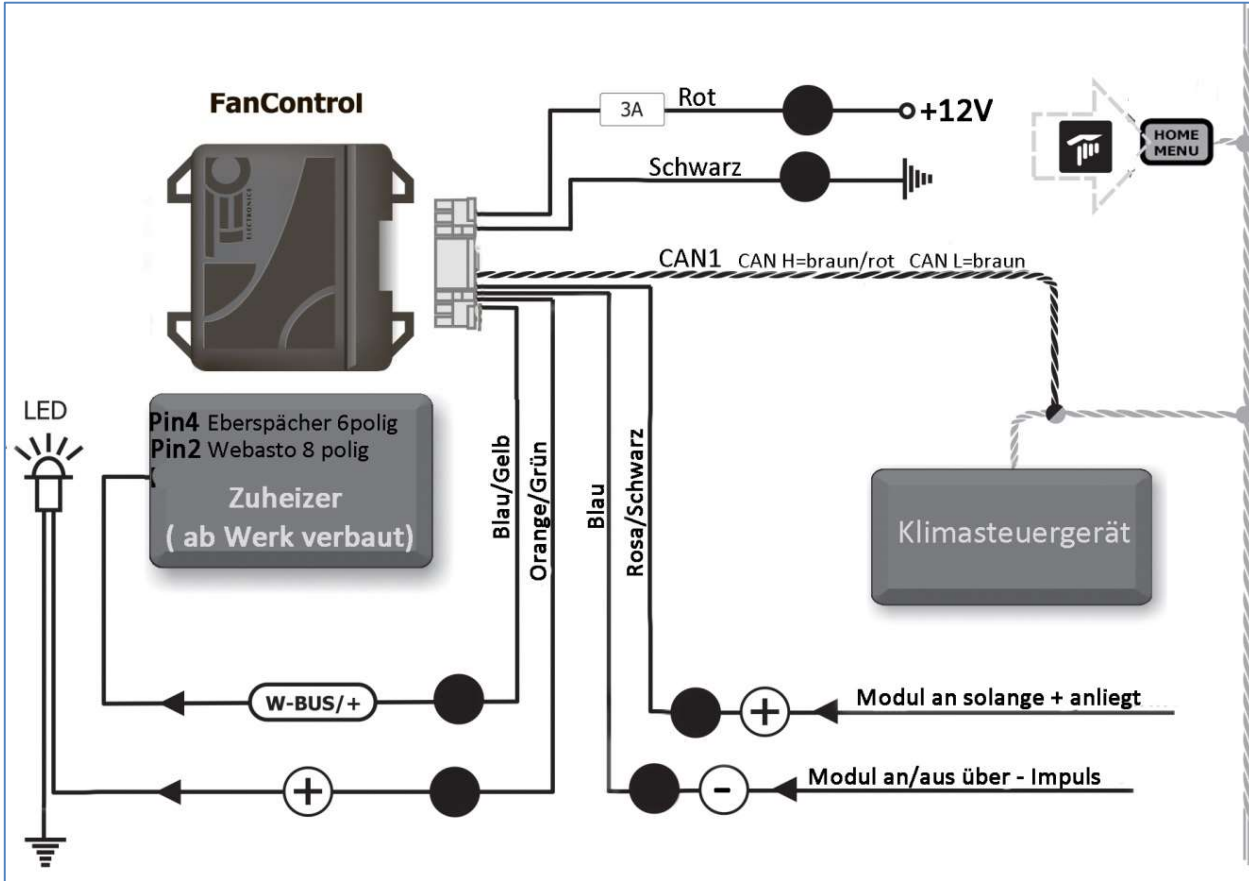 FanControl
TEC
ELECTRONICS
3A
Rot
+12V
Schwarz
HOME
MENU
CAN1 CAN H=braun/rot CAN L=braun
LED
Pin4 Eberspächer 6polig
Pin2 Webasto 8 polig
(
Zuheizer
( ab Werk verbaut)
Blau/Gelb
Orange/Grün
Blau
Rosa/Schwarz
Klimasteuergerät
W-BUS/+
+
Modul an solange + anliegt
+
-
Modul an/aus über - Impuls